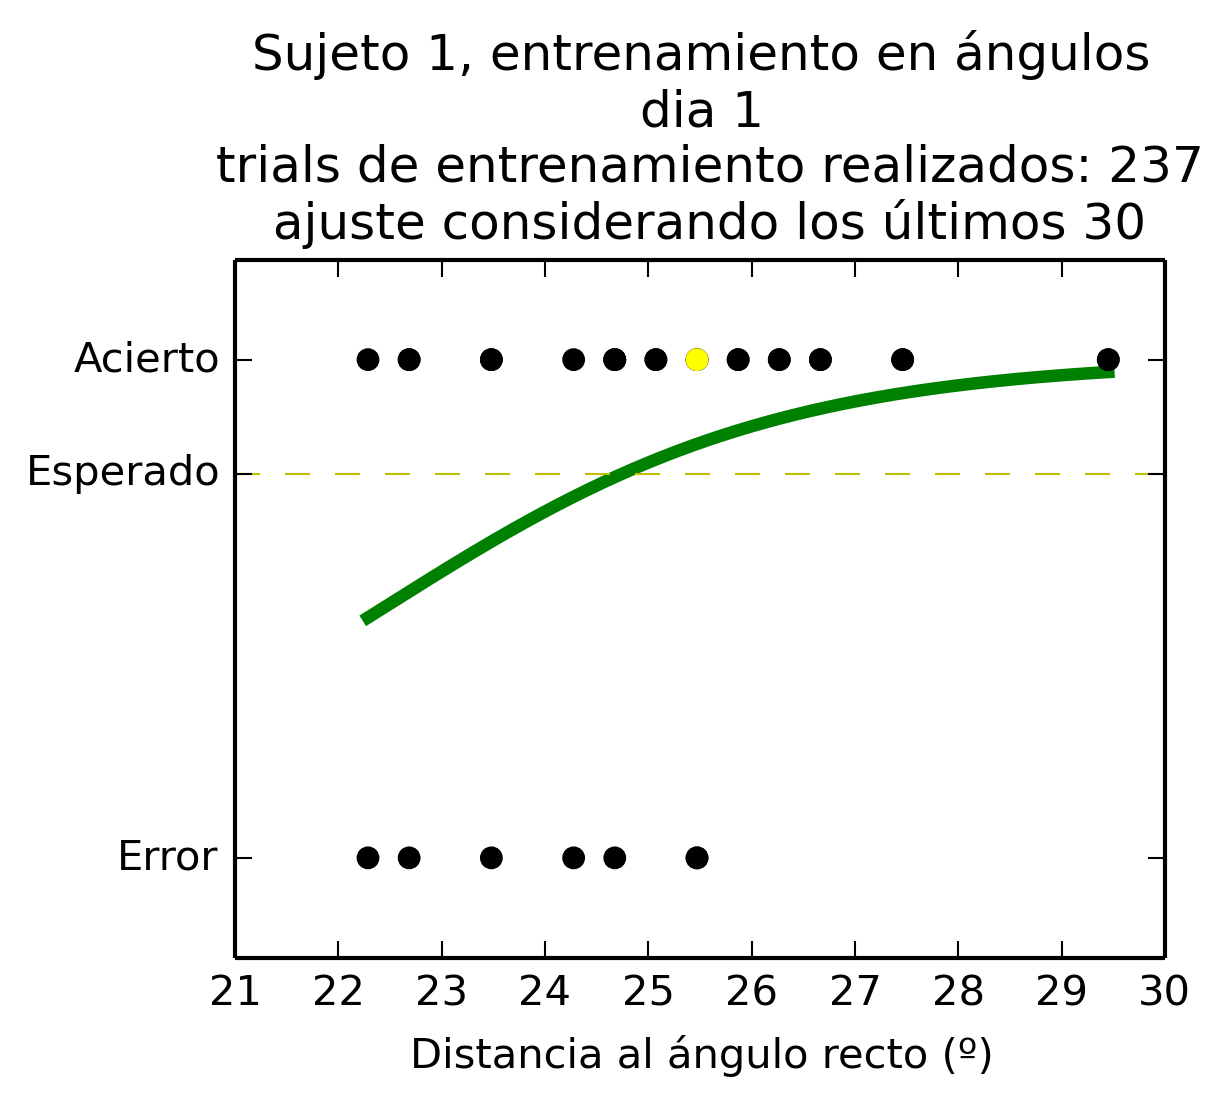 Sujeto 1, entrenamiento en ángulos
dia 1
trials de entrenamiento realizados: 237
ajuste considerando los últimos 30
Acierto
Esperado
Error
21 22 23 24 25 26 27 28 29 30
Distancia al ángulo recto (º)